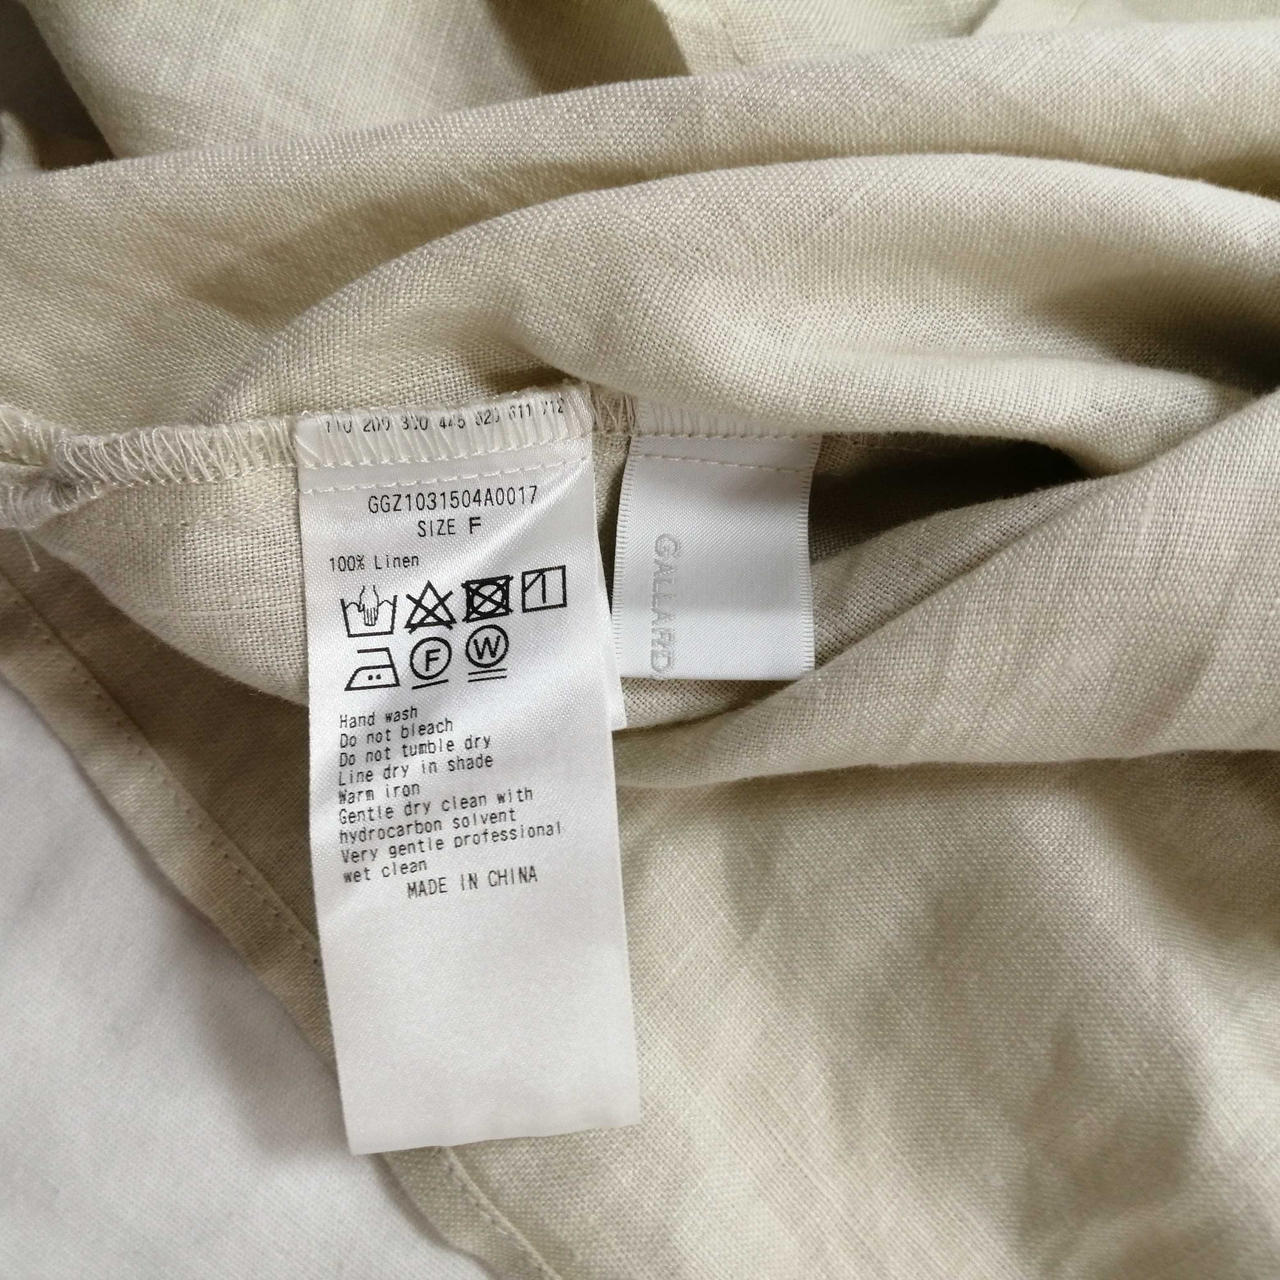 GGZ1031504A0017
SIZE F
100% Linen
F W
Hand wash
Do not bleach
Do not tumble dry
Line dry in shade
Warm iron
Gentle dry clean with
hydrocarbon solvent
Very gentle professional
wet clean
MADE IN CHINA
GALLARD